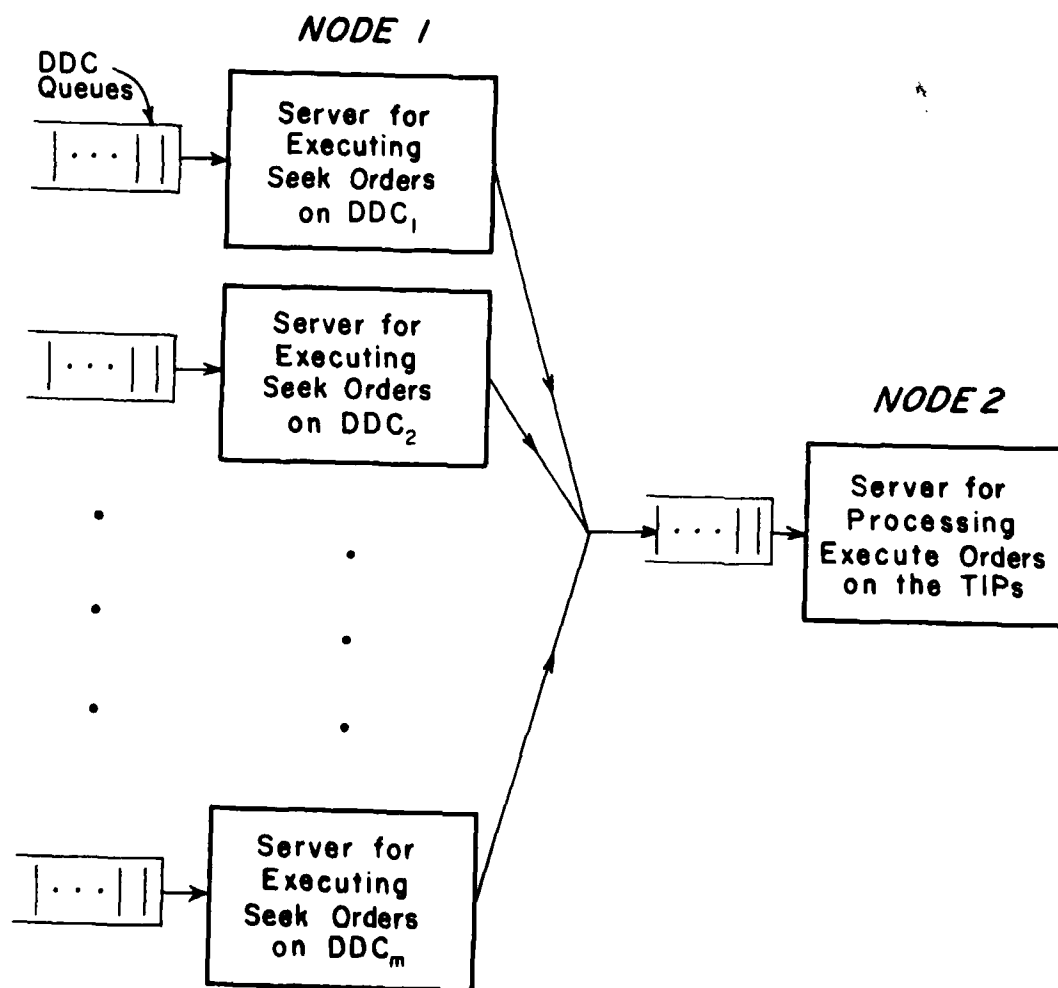 NODE 1
DDC
Queues
Server for
Executing
Seek Orders
on DDC₁
Server for
Executing
Seek Orders
on DDC₂
NODE 2
Server for
Processing
Execute Orders
on the TIPs
Server for
Executing
Seek Orders
on DDCₘ